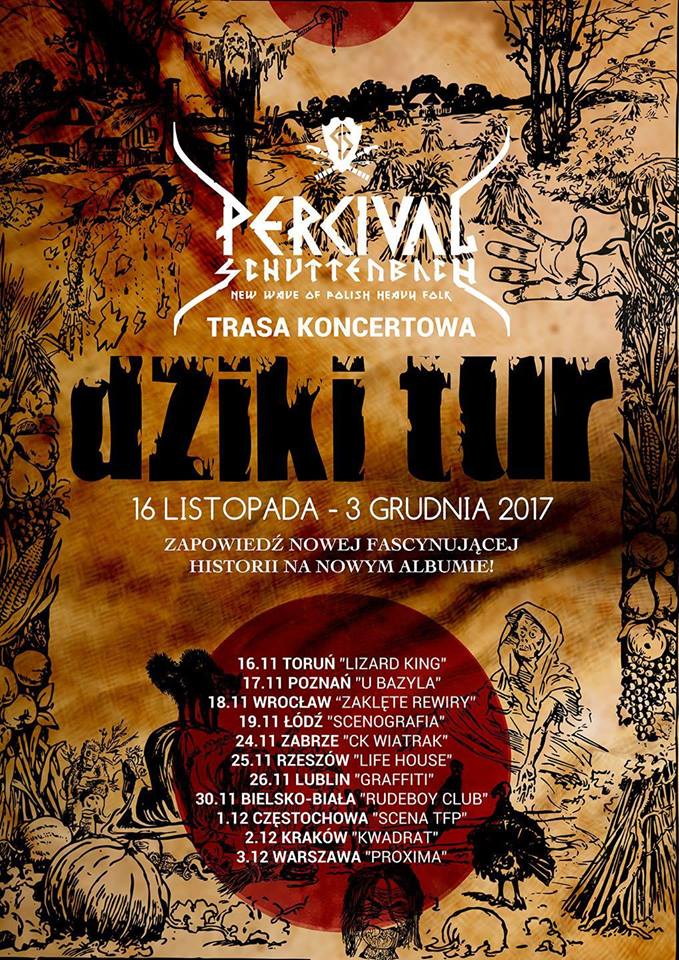 PERCIVAL
SCHUTTENBACH
NEW WAVE OF POLISH HEAVY FOLK
TRASA KONCERTOWA
dziki tur
16 LISTOPADA - 3 GRUDNIA 2017
ZAPOWIEDŹ NOWEJ FASCYNUJĄCEJ
HISTORII NA NOWYM ALBUMIE!
16.11 TORUŃ "LIZARD KING"
17.11 POZNAŃ "U BAZYLA"
18.11 WROCŁAW "ZAKLĘTE REWIRY"
19.11 ŁÓDŹ "SCENOGRAFIA"
24.11 ZABRZE "CK WIATRAK"
25.11 RZESZÓW "LIFE HOUSE"
26.11 LUBLIN "GRAFFITI"
30.11 BIELSKO-BIAŁA "RUDEBOY CLUB"
1.12 CZĘSTOCHOWA "SCENA TFP"
2.12 KRAKÓW "KWADRAT"
3.12 WARSZAWA "PROXIMA"